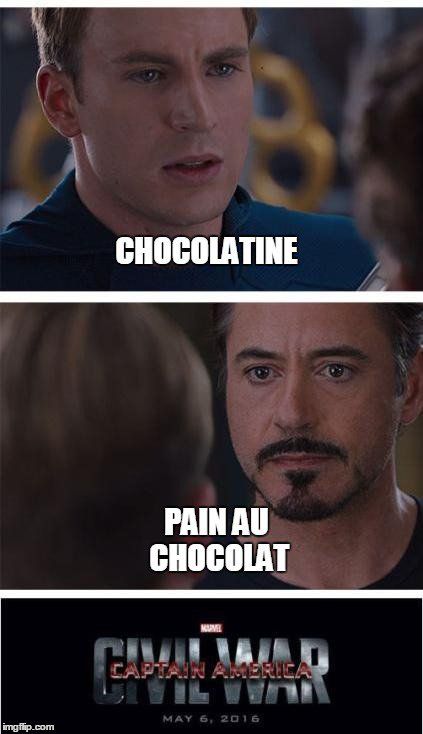 CHOCOLATINE
PAIN AU
CHOCOLAT
MARVEL
CIVIL WAR
CAPTAIN AMERICA
MAY 6, 2016
imgflip.com